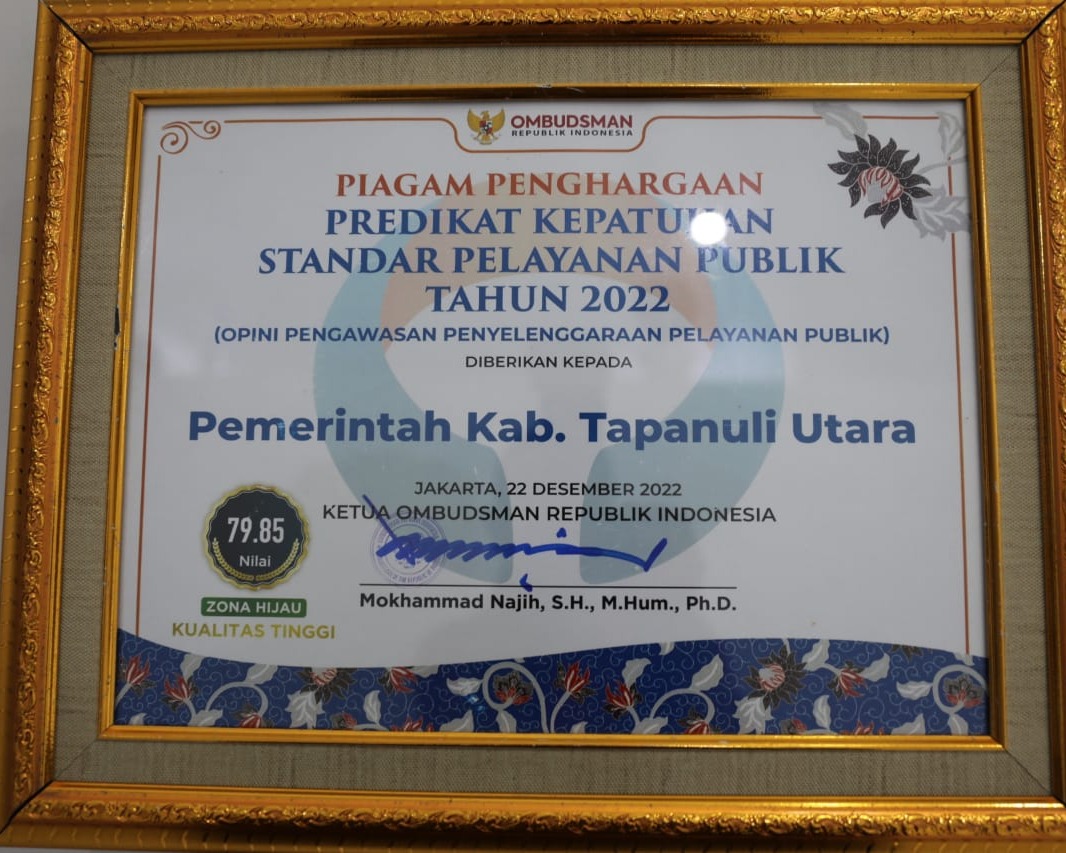 OMBUDSMAN
REPUBLIK INDONESIA
PIAGAM PENGHARGAAN
PREDIKAT KEPATUHAN
STANDAR PELAYANAN PUBLIK
TAHUN 2022
(OPINI PENGAWASAN PENYELENGGARAAN PELAYANAN PUBLIK)
DIBERIKAN KEPADA
Pemerintah Kab. Tapanuli Utara
JAKARTA, 22 DESEMBER 2022
KETUA OMBUDSMAN REPUBLIK INDONESIA
Mokhammad Najih, S.H., M.Hum., Ph.D.
79.85
Nilai
ZONA HIJAU
KUALITAS TINGGI